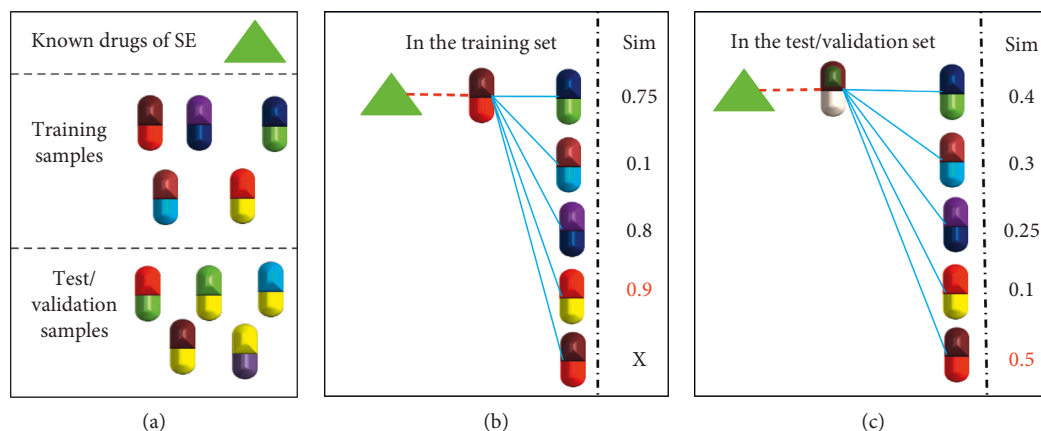 Known drugs of SE
Training
samples
Test/
validation
samples
(a)
In the training set
Sim
0.75
0.1
0.8
0.9
X
(b)
In the test/validation set
Sim
0.4
0.3
0.25
0.1
0.5
(c)